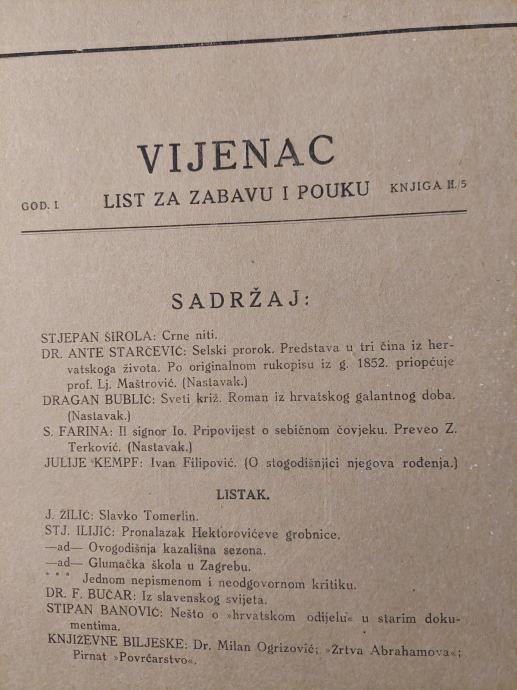 VIJENAC
GOD. I. LIST ZA ZABAVU I POUKU KNJIGA II./5
SADRŽAJ:
STJEPAN ŠIROLA: Crne niti.
DR. ANTE STARČEVIĆ: Selski prorok. Predstava u tri čina iz her-
vatskoga života. Po originalnom rukopisu iz g. 1852. priopćuje
prof. Lj. Maštrović. (Nastavak.)
DRAGAN BUBLIĆ: Sveti križ. Roman iz hrvatskog galantnog doba.
(Nastavak.)
S. FARINA: Il signor Io. Pripovijest o sebičnom čovjeku. Preveo Z.
Terković. (Nastavak.)
JULIJE KEMPF: Ivan Filipović. (O stogodišnjici njegova rođenja.)
LISTAK.
J. ŽILIĆ: Slavko Tomerlin.
STJ. ILIJIĆ: Pronalazak Hektorovićeve grobnice.
—ad— Ovogodišnja kazališna sezona.
—ad— Glumačka škola u Zagrebu.
* * * Jednom nepismenom i neodgovornom kritiku.
DR. F. BUČAR: Iz slavenskog svijeta.
STIPAN BANOVIĆ: Nešto o »hrvatskom odijelu« u starim doku-
mentima.
KNJIŽEVNE BILJEŠKE: Dr. Milan Ogrizović; »Žrtva Abrahamova«;
Pirnat »Povrćarstvo«.